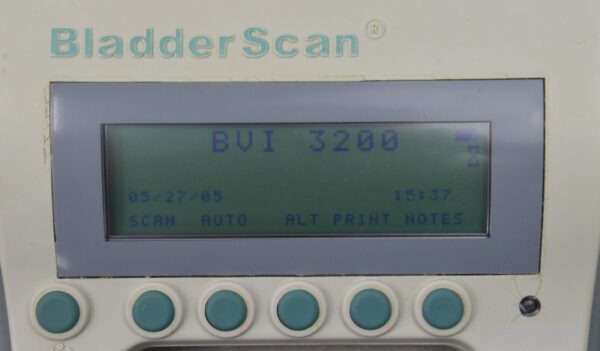 BladderScan®
BVI 3200
05/27/05 15:37
SCAN AUTO ALT PRINT NOTES